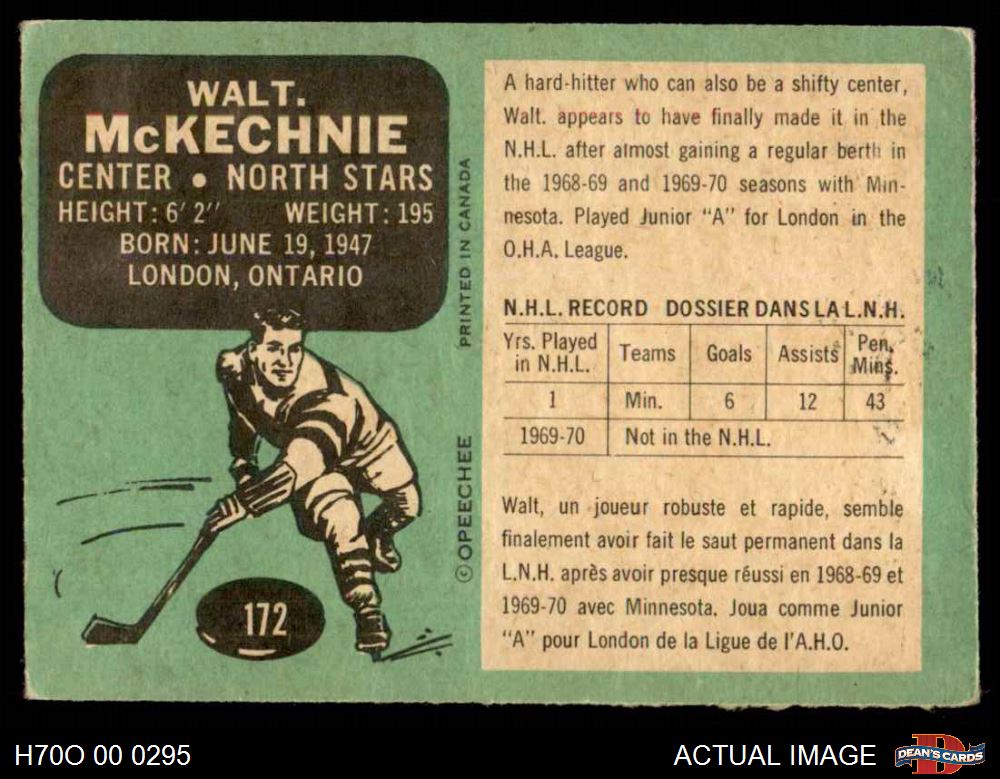 WALT.
McKECHNIE
CENTER • NORTH STARS
HEIGHT: 6' 2" WEIGHT: 195
BORN: JUNE 19, 1947
LONDON, ONTARIO
172
PRINTED IN CANADA
©OPEECHEE
A hard-hitter who can also be a shifty center,
Walt. appears to have finally made it in the
N.H.L. after almost gaining a regular berth in
the 1968-69 and 1969-70 seasons with Min-
nesota. Played Junior "A" for London in the
O.H.A. League.
N.H.L. RECORD DOSSIER DANS LA L.N.H.
Yrs. Played in N.H.L. Teams Goals Assists Pen. Mins.
1 Min. 6 12 43
1969-70 Not in the N.H.L.
Walt, un joueur robuste et rapide, semble
finalement avoir fait le saut permanent dans la
L.N.H. après avoir presque réussi en 1968-69 et
1969-70 avec Minnesota. Joua comme Junior
"A" pour London de la Ligue de l'A.H.O.
H70O 00 0295
ACTUAL IMAGE
DEAN'S CARDS